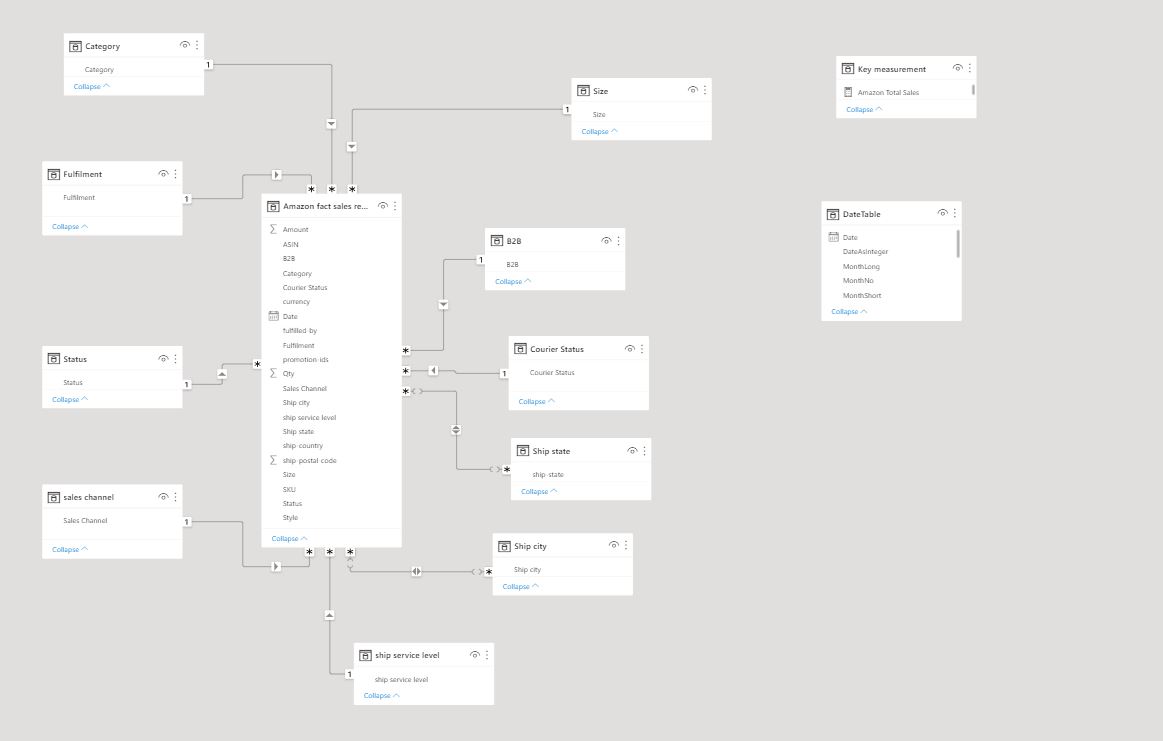 Category
Category
Collapse
1
Size
1
Size
Collapse
Key measurement
Amazon Total Sales
Collapse
Fulfilment
Fulfilment
1
Collapse
* * *
Amazon fact sales re...
Amount
ASIN
B2B
Category
Courier Status
currency
Date
fulfilled-by
Fulfilment
promotion-ids
Qty
Sales Channel
Ship city
ship service level
Ship state
ship-country
ship-postal-code
Size
SKU
Status
Style
Collapse
B2B
1
B2B
Collapse
*
DateTable
Date
DateAsInteger
MonthLong
MonthNo
MonthShort
Collapse
Status
Status
1
Collapse
*
Courier Status
1
Courier Status
Collapse
*
Ship state
*
ship-state
Collapse
*
sales channel
Sales Channel
1
Collapse
* * *
Ship city
*
Ship city
Collapse
ship service level
1
ship service level
Collapse